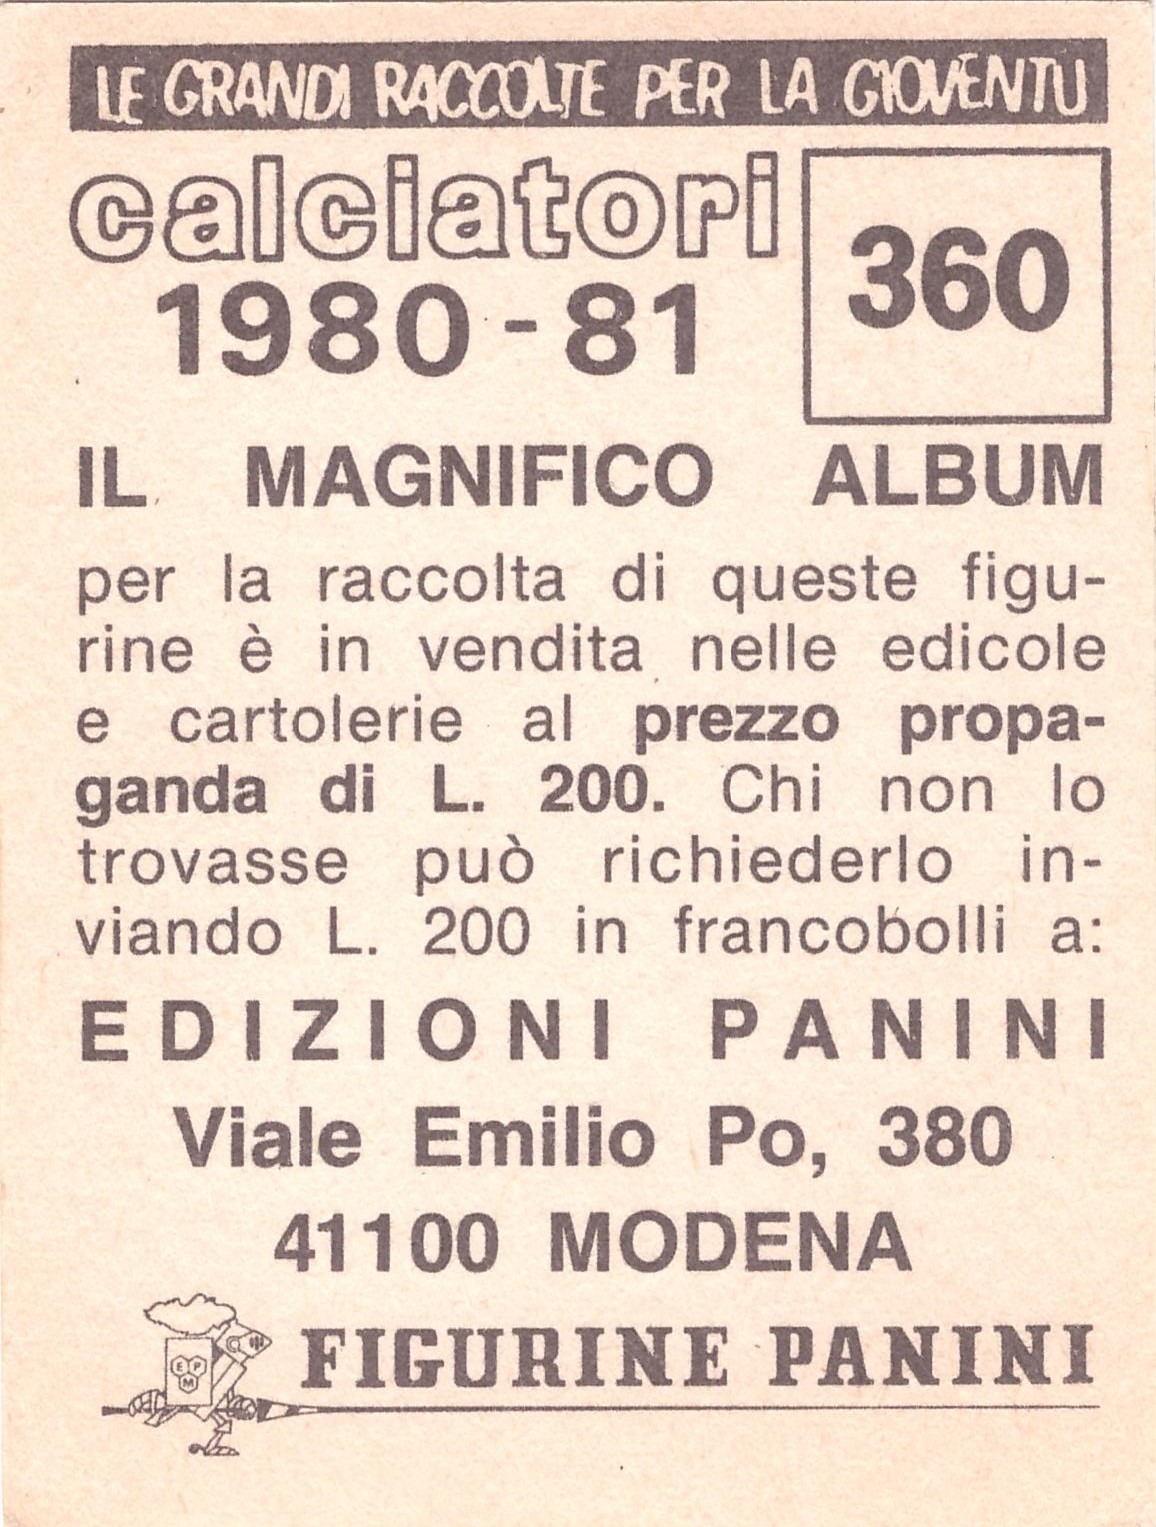 LE GRANDI RACCOLTE PER LA GIOVENTÙ
calciatori
1980-81
360
IL MAGNIFICO ALBUM
per la raccolta di queste figu-
rine è in vendita nelle edicole
e cartolerie al prezzo propa-
ganda di L. 200. Chi non lo
trovasse può richiederlo in-
viando L. 200 in francobolli a:
EDIZIONI PANINI
Viale Emilio Po, 380
41100 MODENA
E P
M
FIGURINE PANINI